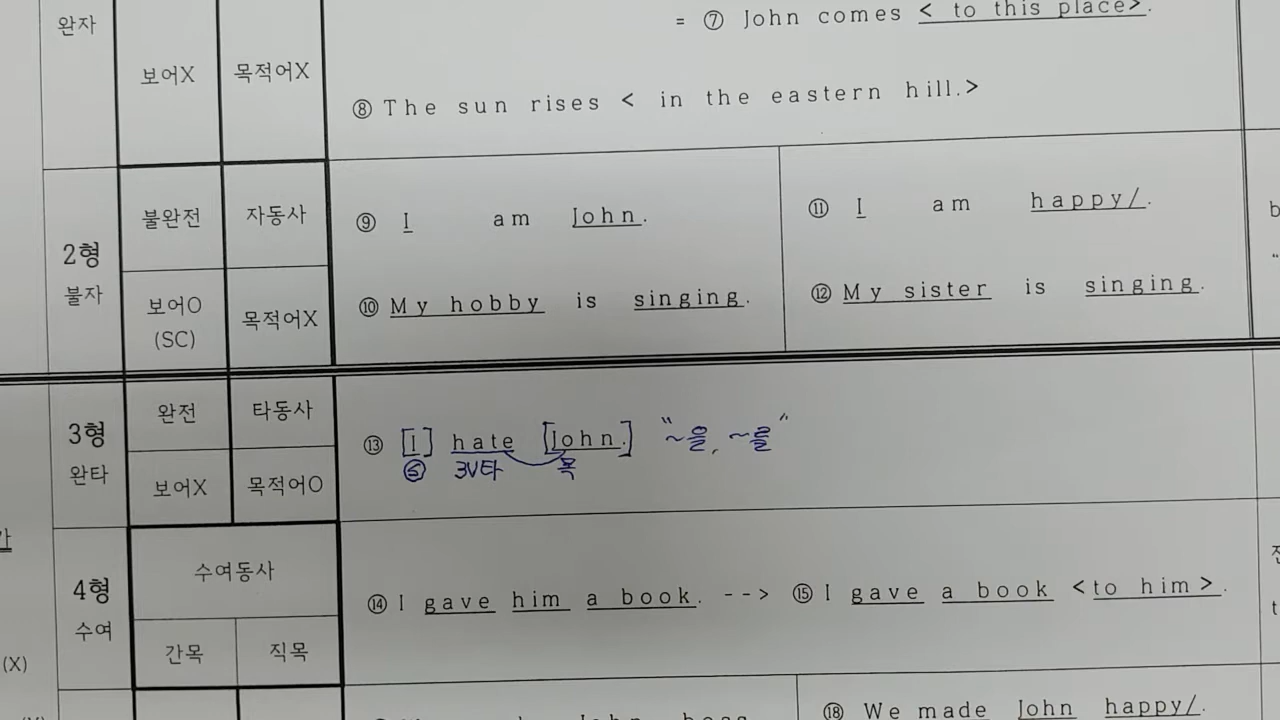 완자
보어X
목적어X
= ⑦ John comes < to this place>.
⑧ The sun rises < in the eastern hill.>
2형
불자
불완전
자동사
보어O
(SC)
목적어X
⑨ I am John.
⑩ My hobby is singing.
⑪ I am happy/.
⑫ My sister is singing.
3형
완타
완전
타동사
보어X
목적어O
⑬ [I] hate [John.] "~을, ~를"
Ⓢ 3V타 목
4형
수여
수여동사
간목
직목
⑭ I gave him a book. --> ⑮ I gave a book <to him>.
(X)
⑱ We made John happy/.